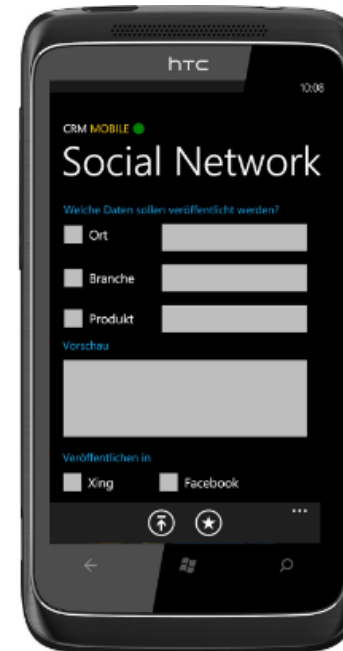 hTC
10:08
CRM MOBILE
Social Network
Welche Daten sollen veröffentlicht werden?
Ort
Branche
Produkt
Vorschau
Veröffentlichen in
Xing Facebook